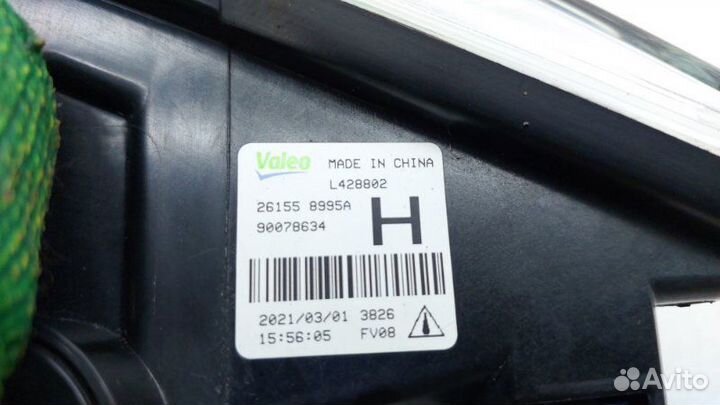 Valeo MADE IN CHINA
L428802
26155 8995A
90078634
H
2021/03/01 3826
15:56:05 FV08
Avito